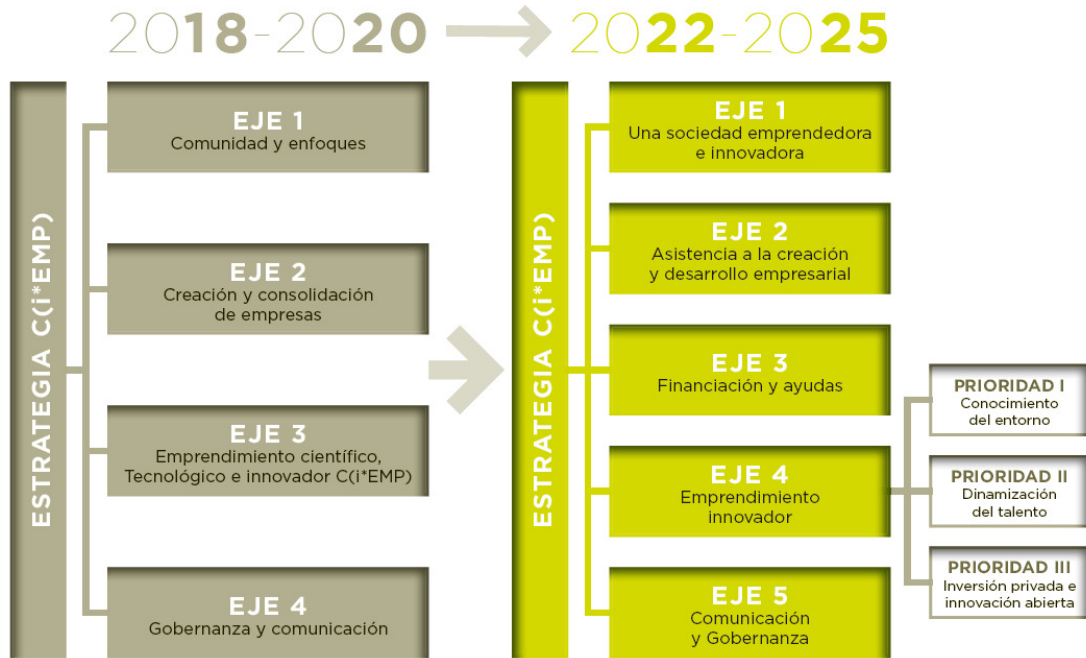 2018-2020
2022-2025
ESTRATEGIA C(i*EMP)
EJE 1
Comunidad y enfoques
EJE 2
Creación y consolidación
de empresas
EJE 3
Emprendimiento científico,
Tecnológico e innovador C(i*EMP)
EJE 4
Gobernanza y comunicación
ESTRATEGIA C(i*EMP)
EJE 1
Una sociedad emprendedora
e innovadora
EJE 2
Asistencia a la creación
y desarrollo empresarial
EJE 3
Financiación y ayudas
EJE 4
Emprendimiento
innovador
EJE 5
Comunicación
y Gobernanza
PRIORIDAD I
Conocimiento
del entorno
PRIORIDAD II
Dinamización
del talento
PRIORIDAD III
Inversión privada e
innovación abierta